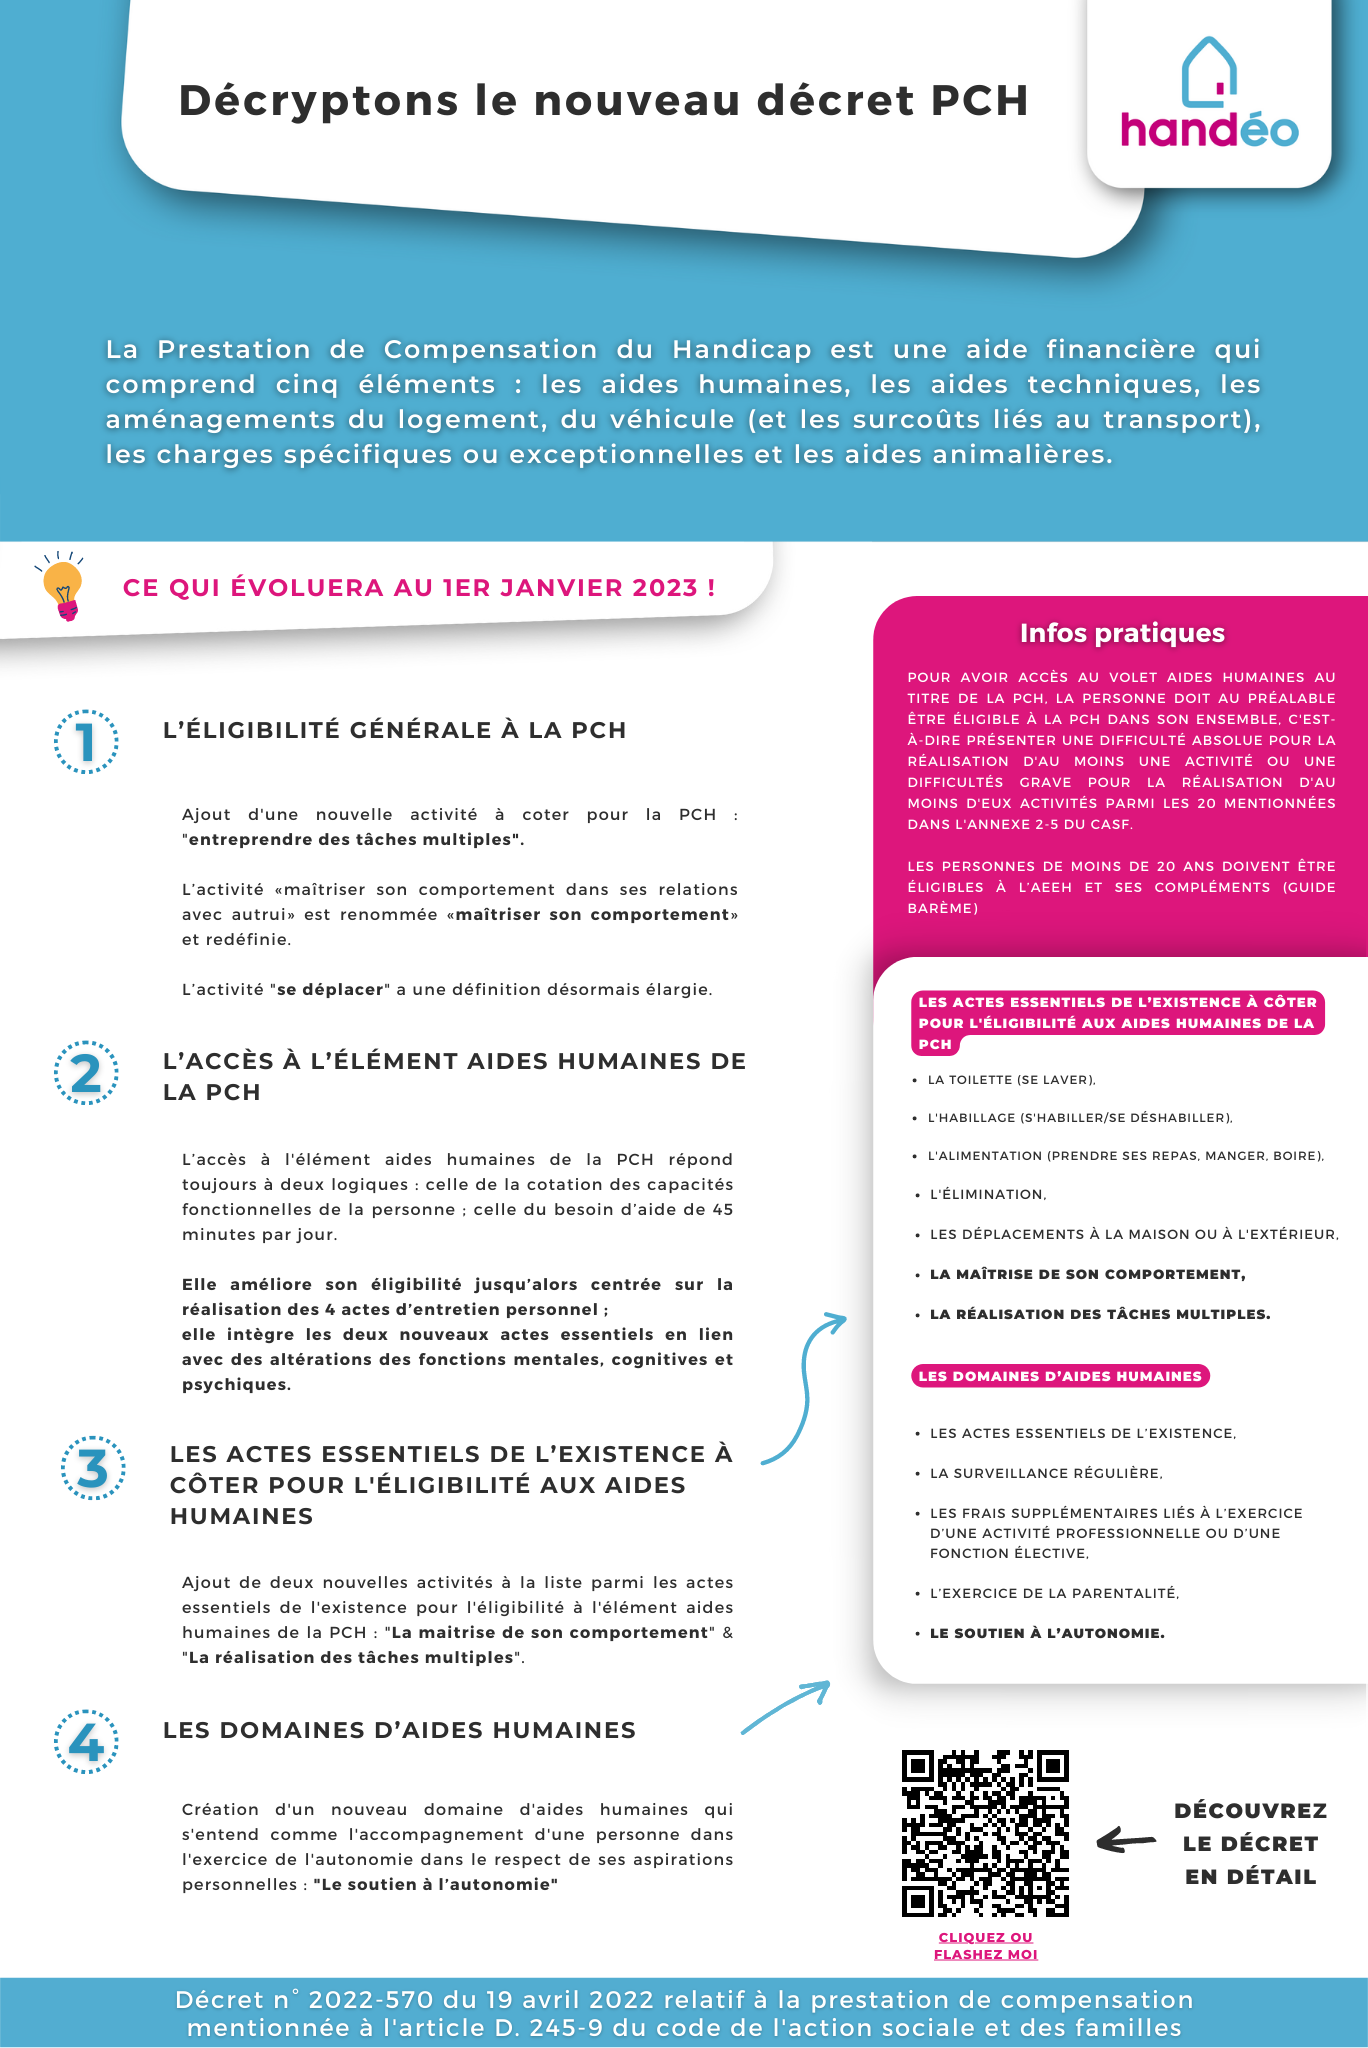 Décryptons le nouveau décret PCH
handéo
La Prestation de Compensation du Handicap est une aide financière qui
comprend cinq éléments : les aides humaines, les aides techniques, les
aménagements du logement, du véhicule (et les surcoûts liés au transport),
les charges spécifiques ou exceptionnelles et les aides animalières.
CE QUI ÉVOLUERA AU 1ER JANVIER 2023 !
1
L'ÉLIGIBILITÉ GÉNÉRALE À LA PCH
Ajout d'une nouvelle activité à coter pour la PCH :
"entreprendre des tâches multiples".
L'activité «maîtriser son comportement dans ses relations
avec autrui» est renommée «maîtriser son comportement»
et redéfinie.
L'activité "se déplacer" a une définition désormais élargie.
2
L'ACCÈS À L'ÉLÉMENT AIDES HUMAINES DE
LA PCH
L'accès à l'élément aides humaines de la PCH répond
toujours à deux logiques : celle de la cotation des capacités
fonctionnelles de la personne ; celle du besoin d'aide de 45
minutes par jour.
Elle améliore son éligibilité jusqu'alors centrée sur la
réalisation des 4 actes d'entretien personnel ;
elle intègre les deux nouveaux actes essentiels en lien
avec des altérations des fonctions mentales, cognitives et
psychiques.
3
LES ACTES ESSENTIELS DE L'EXISTENCE À
CÔTER POUR L'ÉLIGIBILITÉ AUX AIDES
HUMAINES
Ajout de deux nouvelles activités à la liste parmi les actes
essentiels de l'existence pour l'éligibilité à l'élément aides
humaines de la PCH : "La maitrise de son comportement" &
"La réalisation des tâches multiples".
4
LES DOMAINES D'AIDES HUMAINES
Création d'un nouveau domaine d'aides humaines qui
s'entend comme l'accompagnement d'une personne dans
l'exercice de l'autonomie dans le respect de ses aspirations
personnelles : "Le soutien à l'autonomie"
Infos pratiques
POUR AVOIR ACCÈS AU VOLET AIDES HUMAINES AU
TITRE DE LA PCH, LA PERSONNE DOIT AU PRÉALABLE
ÊTRE ÉLIGIBLE À LA PCH DANS SON ENSEMBLE, C'EST-
À-DIRE PRÉSENTER UNE DIFFICULTÉ ABSOLUE POUR LA
RÉALISATION D'AU MOINS UNE ACTIVITÉ OU UNE
DIFFICULTÉS GRAVE POUR LA RÉALISATION D'AU
MOINS D'EUX ACTIVITÉS PARMI LES 20 MENTIONNÉES
DANS L'ANNEXE 2-5 DU CASF.
LES PERSONNES DE MOINS DE 20 ANS DOIVENT ÊTRE
ÉLIGIBLES À L'AEEH ET SES COMPLÉMENTS (GUIDE
BARÈME)
LES ACTES ESSENTIELS DE L'EXISTENCE À CÔTER
POUR L'ÉLIGIBILITÉ AUX AIDES HUMAINES DE LA
PCH
• LA TOILETTE (SE LAVER),
• L'HABILLAGE (S'HABILLER/SE DÉSHABILLER),
• L'ALIMENTATION (PRENDRE SES REPAS, MANGER, BOIRE),
• L'ÉLIMINATION,
• LES DÉPLACEMENTS À LA MAISON OU À L'EXTÉRIEUR,
• LA MAÎTRISE DE SON COMPORTEMENT,
• LA RÉALISATION DES TÂCHES MULTIPLES.
LES DOMAINES D'AIDES HUMAINES
• LES ACTES ESSENTIELS DE L'EXISTENCE,
• LA SURVEILLANCE RÉGULIÈRE,
• LES FRAIS SUPPLÉMENTAIRES LIÉS À L'EXERCICE
D'UNE ACTIVITÉ PROFESSIONNELLE OU D'UNE
FONCTION ÉLECTIVE,
• L'EXERCICE DE LA PARENTALITÉ,
• LE SOUTIEN À L'AUTONOMIE.
DÉCOUVREZ
LE DÉCRET
EN DÉTAIL
CLIQUEZ OU
FLASHEZ MOI
Décret n° 2022-570 du 19 avril 2022 relatif à la prestation de compensation
mentionnée à l'article D. 245-9 du code de l'action sociale et des familles